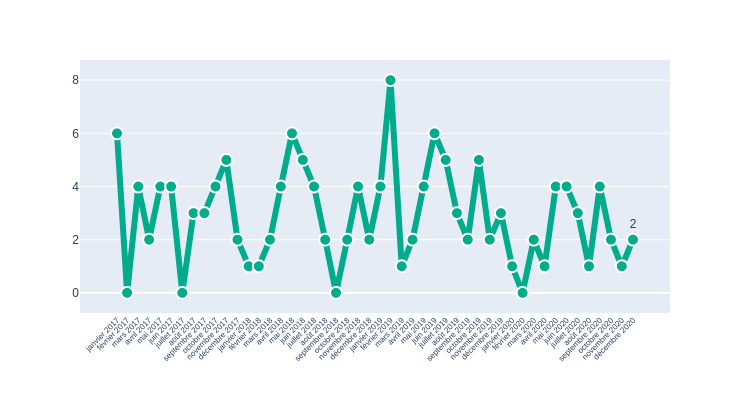 8
6
4
2
0
2
janvier 2017
février 2017
mars 2017
avril 2017
mai 2017
juin 2017
juillet 2017
août 2017
septembre 2017
octobre 2017
novembre 2017
décembre 2017
janvier 2018
février 2018
mars 2018
avril 2018
mai 2018
juin 2018
juillet 2018
août 2018
septembre 2018
octobre 2018
novembre 2018
décembre 2018
janvier 2019
février 2019
mars 2019
avril 2019
mai 2019
juin 2019
juillet 2019
août 2019
septembre 2019
octobre 2019
novembre 2019
décembre 2019
janvier 2020
février 2020
mars 2020
avril 2020
mai 2020
juin 2020
juillet 2020
août 2020
septembre 2020
octobre 2020
novembre 2020
décembre 2020